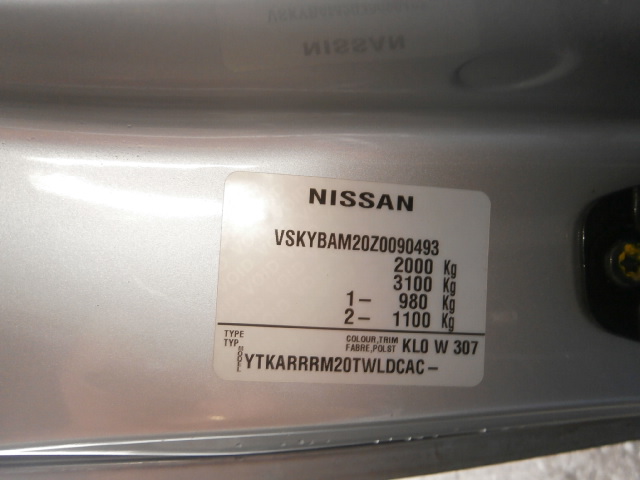 NISSAN
VSKYBAM20Z0090493
2000 Kg
3100 Kg
1- 980 Kg
2- 1100 Kg
TYPE
TYP
COLOUR,TRIM
FABRE,POLST KL0 W 307
MODEL YTKARRRM20TWLDCAC-